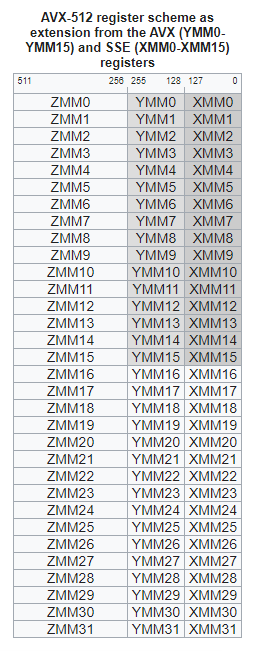 AVX-512 register scheme as
extension from the AVX (YMM0-
YMM15) and SSE (XMM0-XMM15)
registers
511 256 255 128 127 0
ZMM0 YMM0 XMM0
ZMM1 YMM1 XMM1
ZMM2 YMM2 XMM2
ZMM3 YMM3 XMM3
ZMM4 YMM4 XMM4
ZMM5 YMM5 XMM5
ZMM6 YMM6 XMM6
ZMM7 YMM7 XMM7
ZMM8 YMM8 XMM8
ZMM9 YMM9 XMM9
ZMM10 YMM10 XMM10
ZMM11 YMM11 XMM11
ZMM12 YMM12 XMM12
ZMM13 YMM13 XMM13
ZMM14 YMM14 XMM14
ZMM15 YMM15 XMM15
ZMM16 YMM16 XMM16
ZMM17 YMM17 XMM17
ZMM18 YMM18 XMM18
ZMM19 YMM19 XMM19
ZMM20 YMM20 XMM20
ZMM21 YMM21 XMM21
ZMM22 YMM22 XMM22
ZMM23 YMM23 XMM23
ZMM24 YMM24 XMM24
ZMM25 YMM25 XMM25
ZMM26 YMM26 XMM26
ZMM27 YMM27 XMM27
ZMM28 YMM28 XMM28
ZMM29 YMM29 XMM29
ZMM30 YMM30 XMM30
ZMM31 YMM31 XMM31